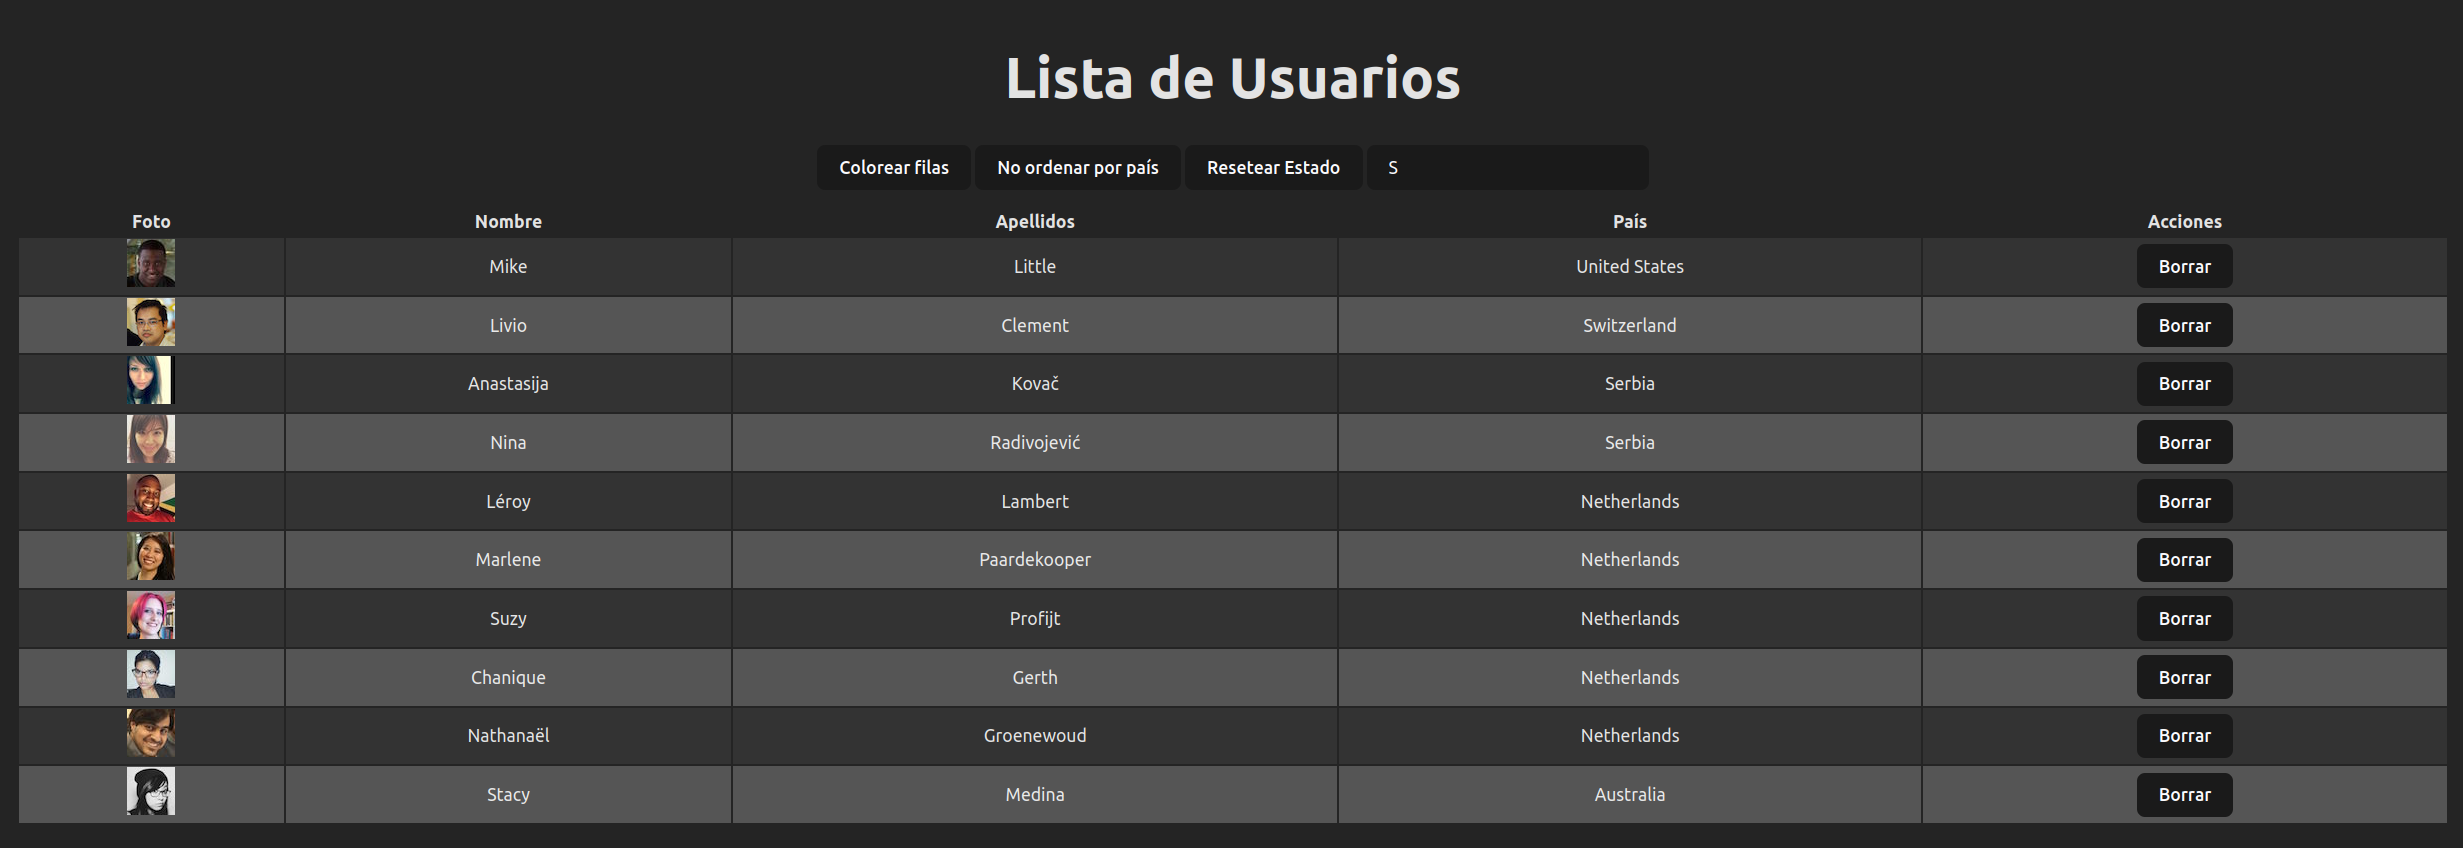 Lista de Usuarios
Colorear filas No ordenar por país Resetear Estado S
Foto Nombre Apellidos País Acciones
Mike Little United States Borrar
Livio Clement Switzerland Borrar
Anastasija Kovač Serbia Borrar
Nina Radivojević Serbia Borrar
Léroy Lambert Netherlands Borrar
Marlene Paardekooper Netherlands Borrar
Suzy Profijt Netherlands Borrar
Chanique Gerth Netherlands Borrar
Nathanaël Groenewoud Netherlands Borrar
Stacy Medina Australia Borrar